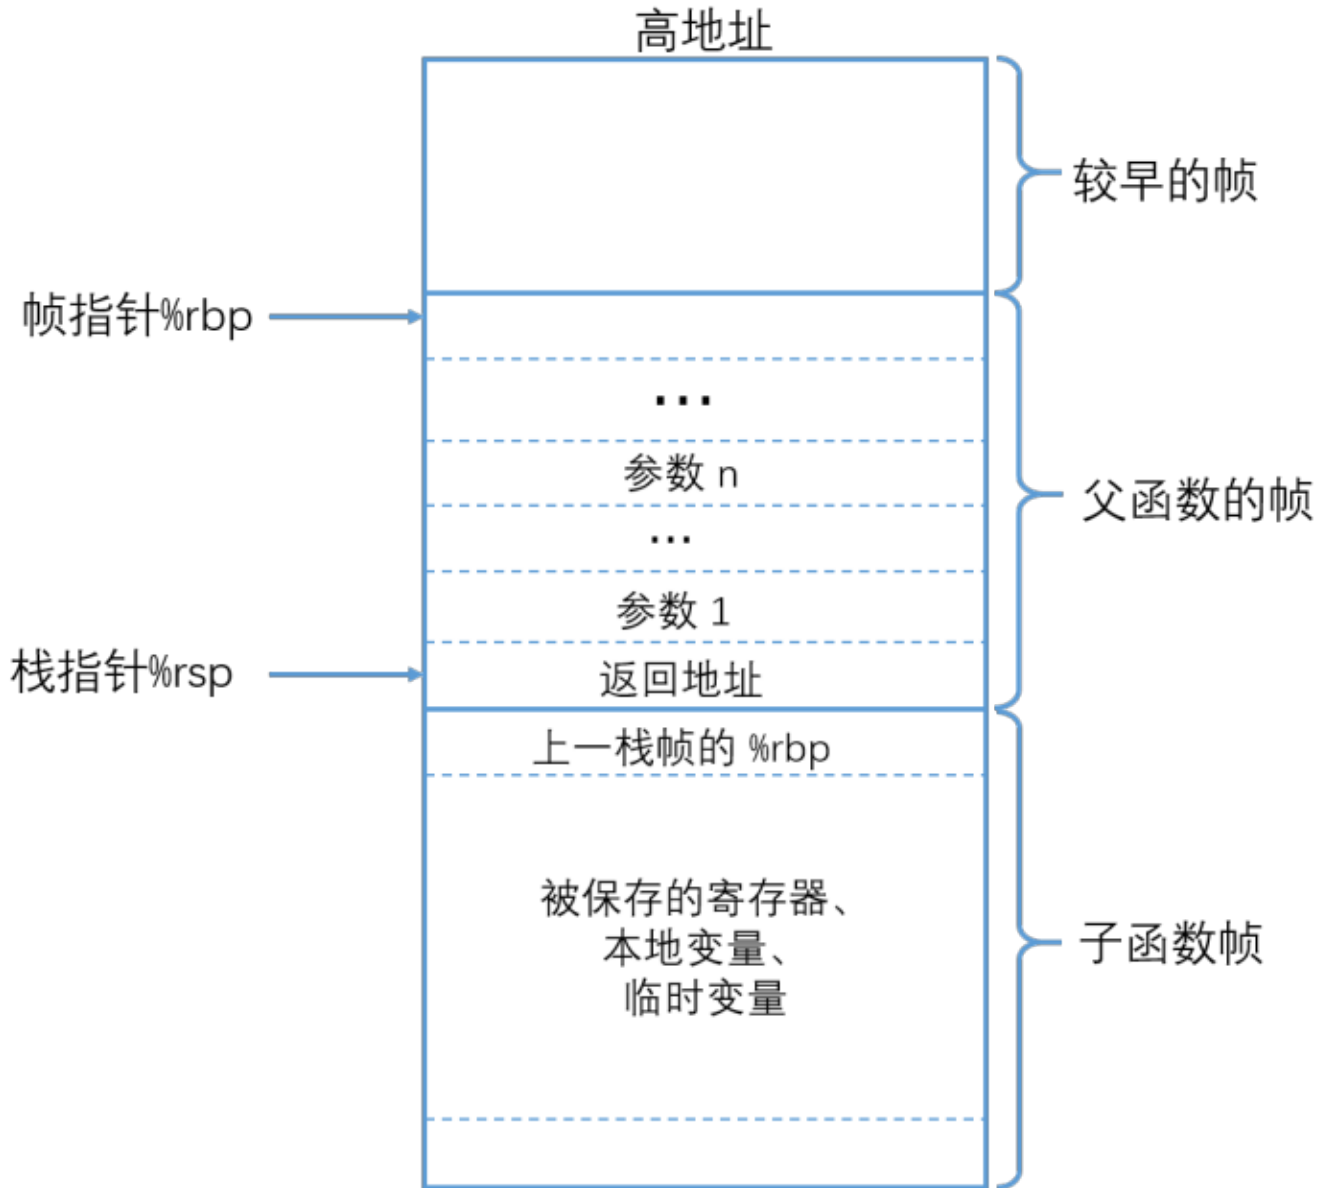 高地址
较早的帧
帧指针%rbp
...
参数 n
父函数的帧
...
参数 1
栈指针%rsp
返回地址
上一栈帧的 %rbp
被保存的寄存器、
本地变量、
子函数帧
临时变量